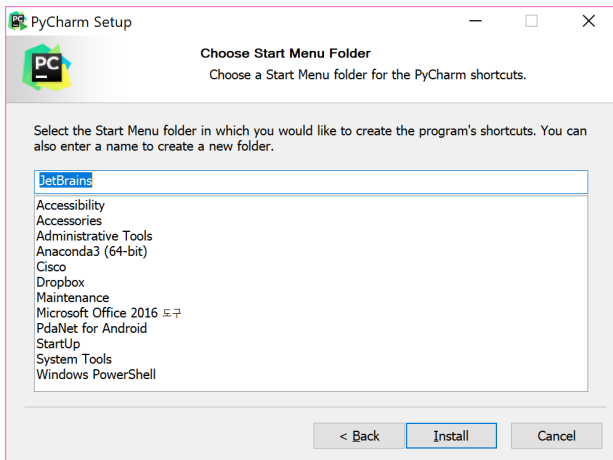 PyCharm Setup
PC
Choose Start Menu Folder
Choose a Start Menu folder for the PyCharm shortcuts.
Select the Start Menu folder in which you would like to create the program's shortcuts. You can
also enter a name to create a new folder.
JetBrains
Accessibility
Accessories
Administrative Tools
Anaconda3 (64-bit)
Cisco
Dropbox
Maintenance
Microsoft Office 2016 도구
PdaNet for Android
StartUp
System Tools
Windows PowerShell
< Back
Install
Cancel